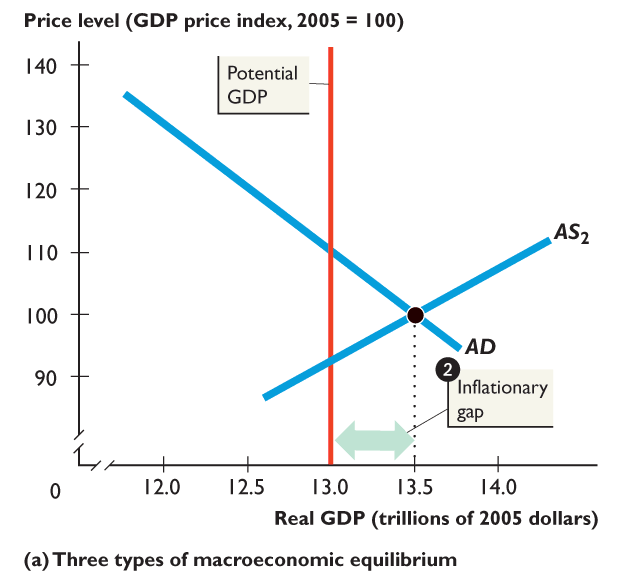 Price level (GDP price index, 2005 = 100)
140
Potential
GDP
130
120
AS2
110
100
AD
90
2
Inflationary
gap
0
12.0 12.5 13.0 13.5 14.0
Real GDP (trillions of 2005 dollars)
(a) Three types of macroeconomic equilibrium